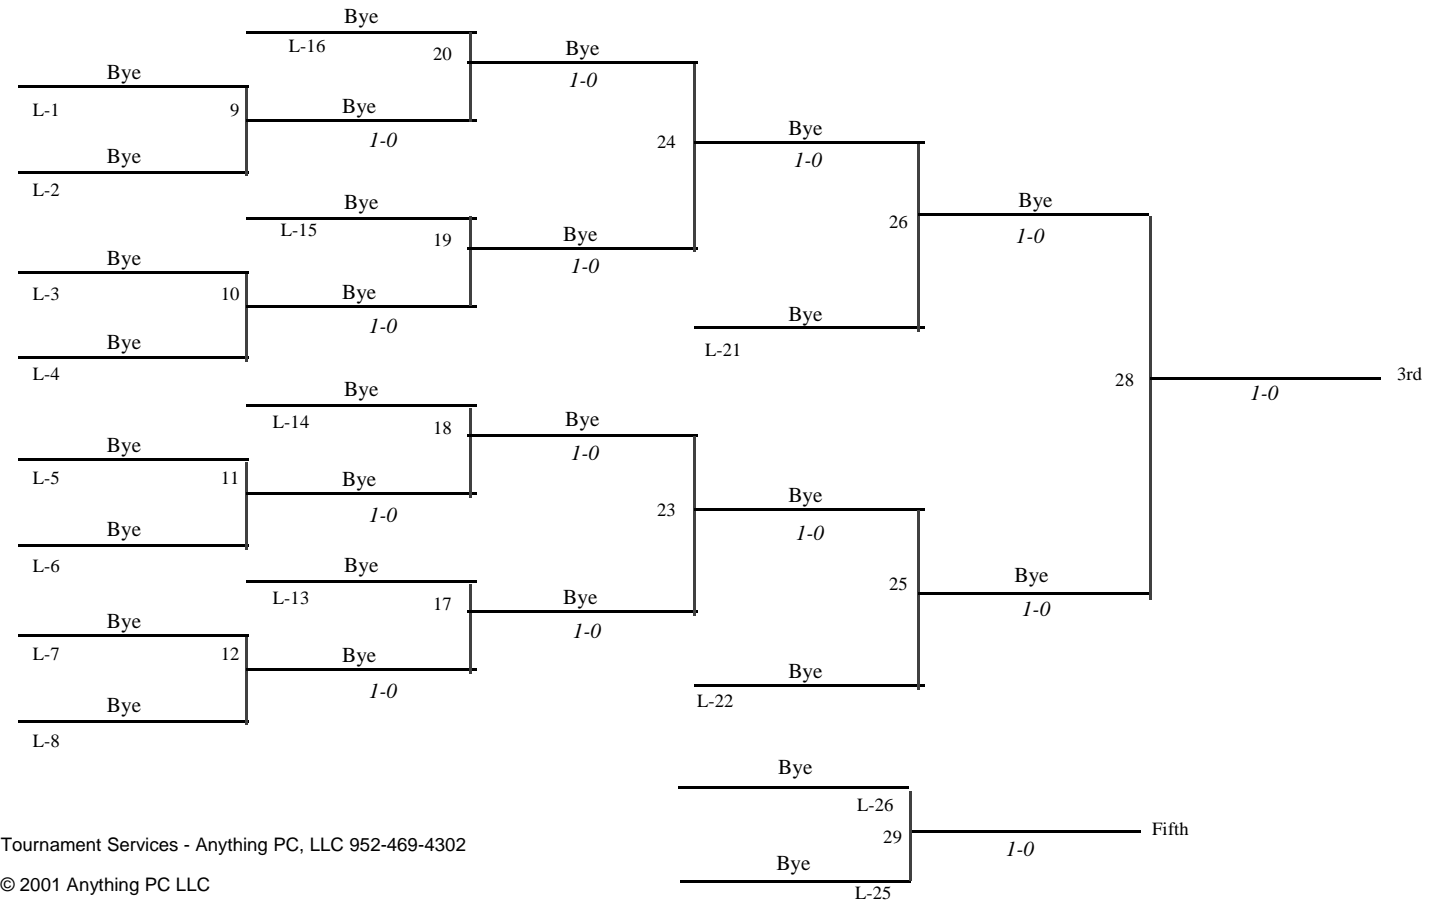 Bye
L-16
20
Bye
1-0
Bye
L-1
9
Bye
1-0
Bye
L-2
24
Bye
1-0
Bye
L-15
19
Bye
1-0
26
Bye
1-0
Bye
L-3
10
Bye
1-0
Bye
L-4
Bye
L-21
28
1-0
3rd
Bye
L-14
18
Bye
1-0
Bye
L-5
11
Bye
1-0
Bye
L-6
23
Bye
1-0
Bye
L-13
17
Bye
1-0
25
Bye
1-0
Bye
L-7
12
Bye
1-0
Bye
L-8
Bye
L-22
Bye
L-26
29
1-0
Fifth
Bye
L-25
Tournament Services - Anything PC, LLC 952-469-4302
© 2001 Anything PC LLC